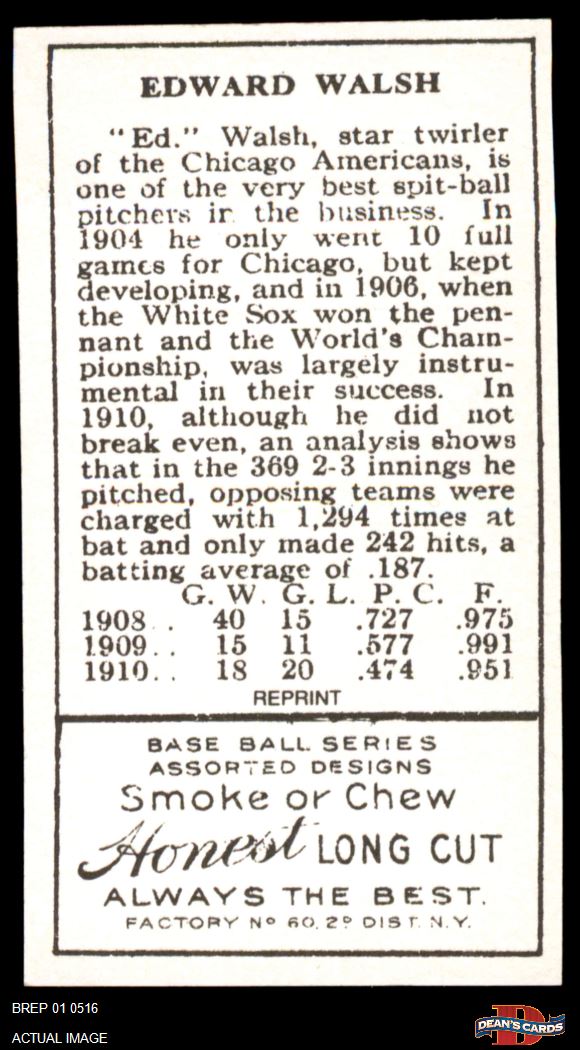 EDWARD WALSH
"Ed." Walsh, star twirler
of the Chicago Americans, is
one of the very best spit-ball
pitchers in the business. In
1904 he only went 10 full
games for Chicago, but kept
developing, and in 1906, when
the White Sox won the pen-
nant and the World's Cham-
pionship, was largely instru-
mental in their success. In
1910, although he did not
break even, an analysis shows
that in the 369 2-3 innings he
pitched, opposing teams were
charged with 1,294 times at
bat and only made 242 hits, a
batting average of .187.
G. W. G. L. P. C. F.
1908 . . 40 15 .727 .975
1909 . . 15 11 .577 .991
1910 . . 18 20 .474 .951
REPRINT
BASE BALL SERIES
ASSORTED DESIGNS
Smoke or Chew
Honest LONG CUT
ALWAYS THE BEST.
FACTORY Nº 60, 2º DIST. N.Y.
BREP 01 0516
ACTUAL IMAGE
D
DEAN'S CARDS